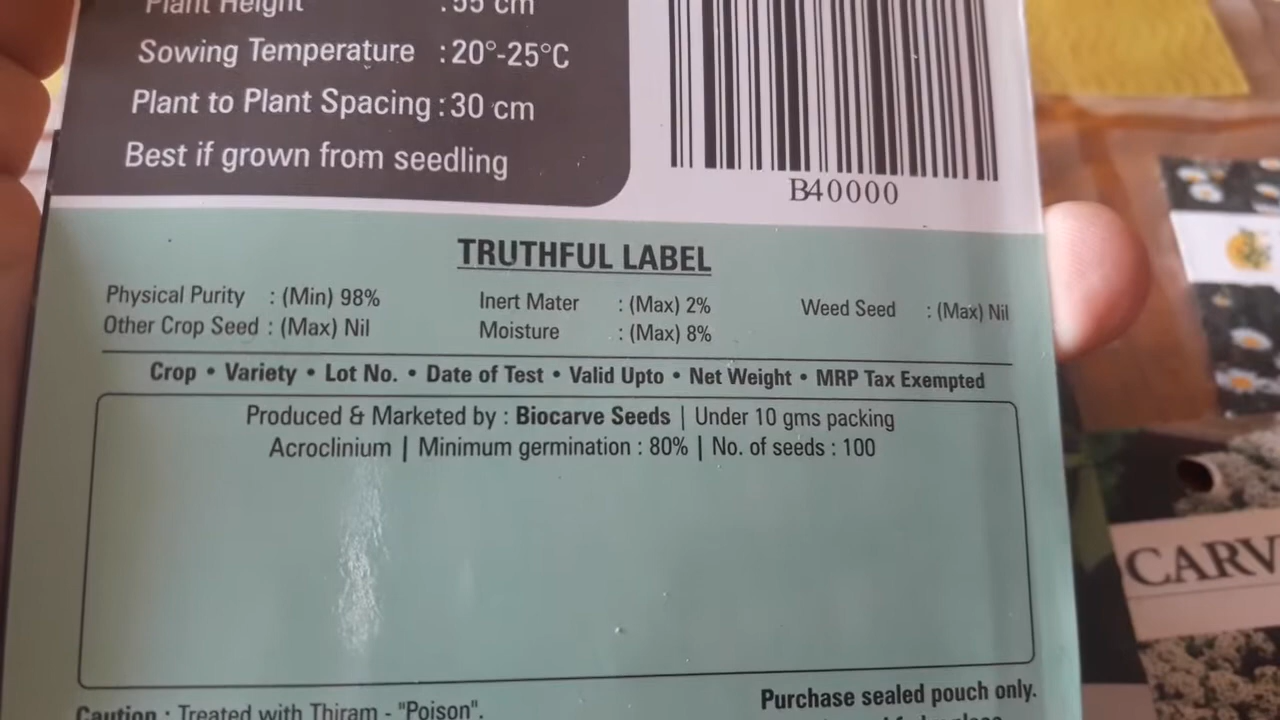 Plant Height : 55 cm
Sowing Temperature : 20°-25°C
Plant to Plant Spacing : 30 cm
Best if grown from seedling
B40000
TRUTHFUL LABEL
Physical Purity : (Min) 98% Inert Mater : (Max) 2% Weed Seed : (Max) Nil
Other Crop Seed : (Max) Nil Moisture : (Max) 8%
Crop • Variety • Lot No. • Date of Test • Valid Upto • Net Weight • MRP Tax Exempted
Produced & Marketed by : Biocarve Seeds | Under 10 gms packing
Acroclinium | Minimum germination : 80% | No. of seeds : 100
Caution : Treated with Thiram - "Poison".
Purchase sealed pouch only.
CARV